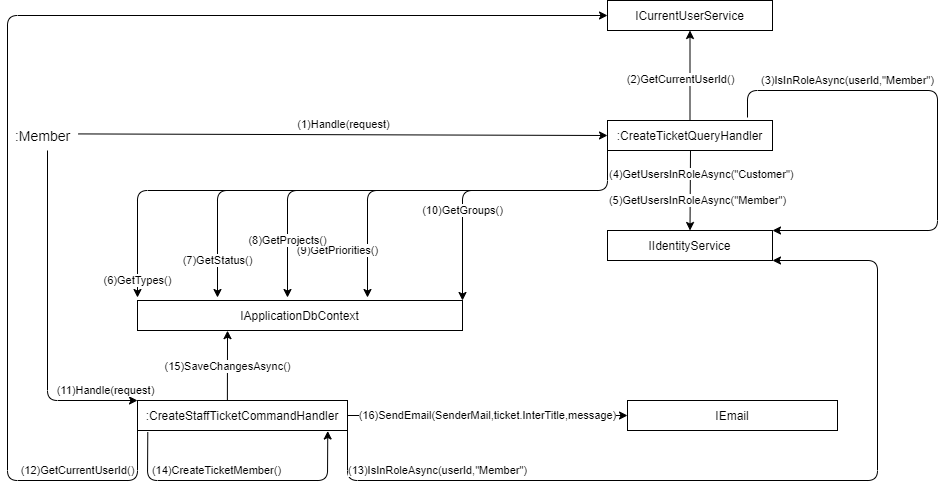 ICurrentUserService
(2)GetCurrentUserId()
(3)IsInRoleAsync(userId,"Member")
(1)Handle(request)
:Member
:CreateTicketQueryHandler
(4)GetUsersInRoleAsync("Customer")
(5)GetUsersInRoleAsync("Member")
(10)GetGroups()
(8)GetProjects()
(9)GetPriorities()
(7)GetStatus()
(6)GetTypes()
IIdentityService
IApplicationDbContext
(15)SaveChangesAsync()
(11)Handle(request)
:CreateStaffTicketCommandHandler
(16)SendEmail(SenderMail,ticket.InterTitle,message)
IEmail
(12)GetCurrentUserId()
(14)CreateTicketMember()
(13)IsInRoleAsync(userId,"Member")